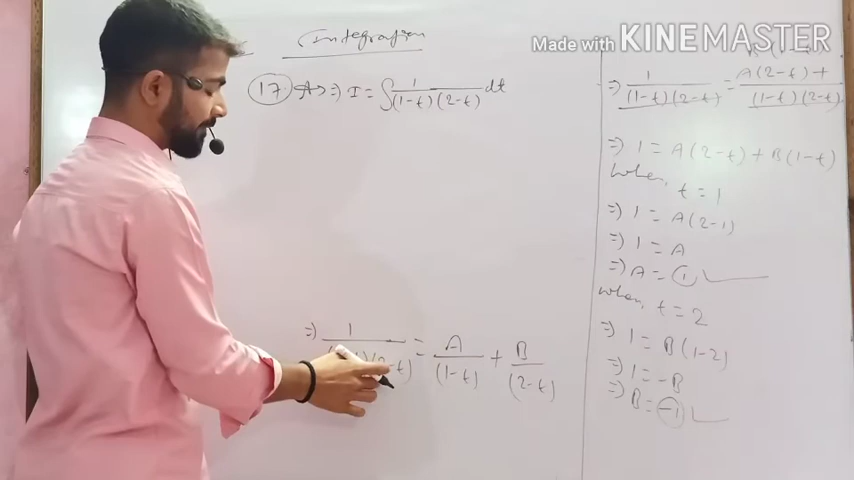 Integration
Made with KINEMASTER
17 A ⇒ I = ∫ 1/(1-t)(2-t) dt
⇒ 1/(1-t)(2-t) = A/(1-t) + B/(2-t)
⇒ 1/(1-t)(2-t) = A(2-t) + B(1-t)/(1-t)(2-t)
⇒ 1 = A(2-t) + B(1-t)
when, t = 1
⇒ 1 = A(2-1)
⇒ 1 = A
⇒ A = 1
when, t = 2
⇒ 1 = B(1-2)
⇒ 1 = -B
⇒ B = -1